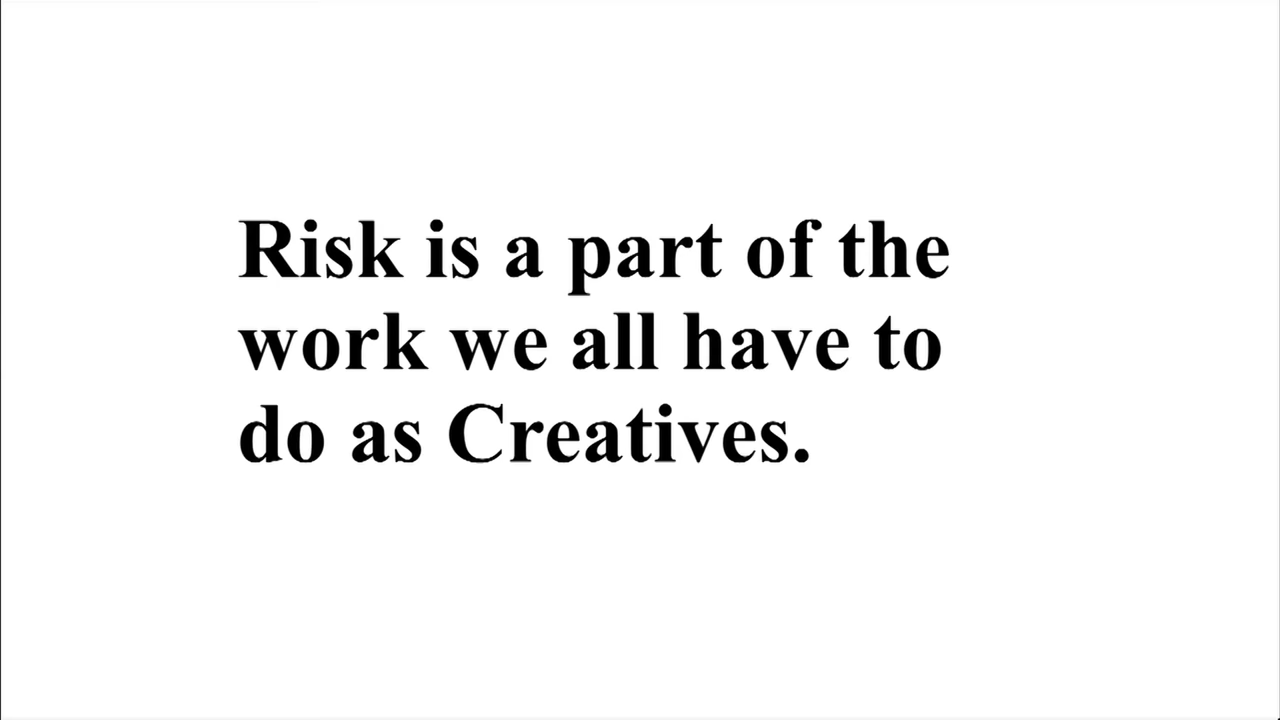 Risk is a part of the
work we all have to
do as Creatives.